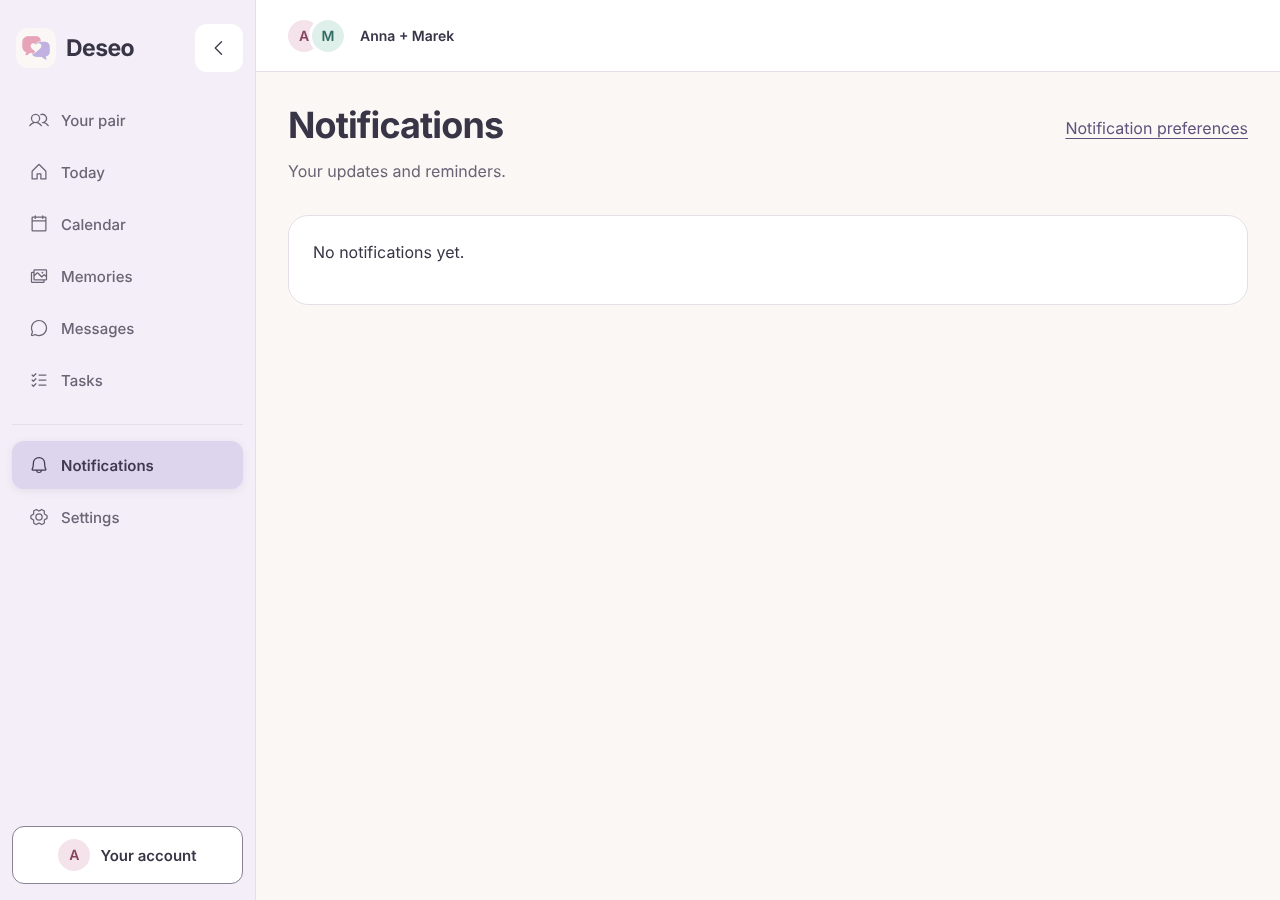 Deseo
Your pair
Today
Calendar
Memories
Messages
Tasks
Notifications
Settings
A Your account
A M Anna + Marek
Notifications
Notification preferences
Your updates and reminders.
No notifications yet.